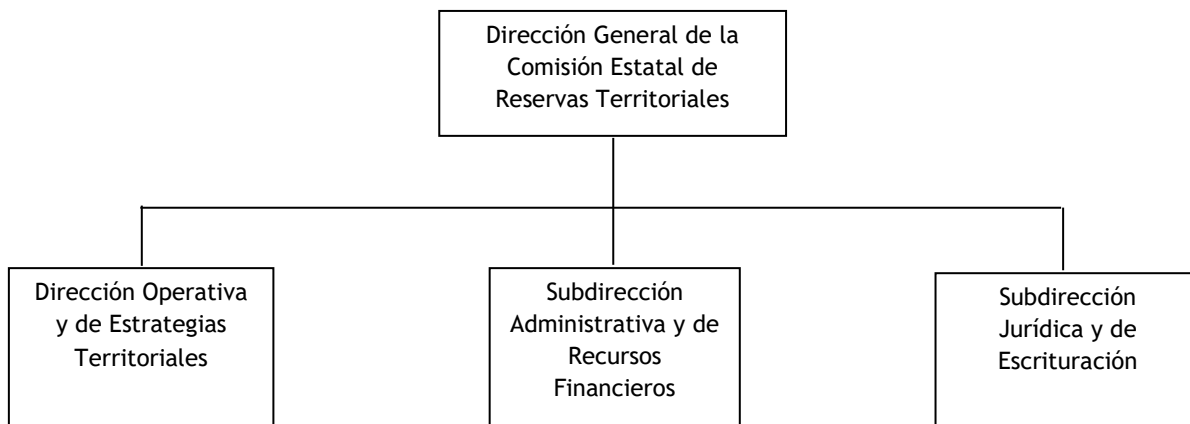 Dirección General de la
Comisión Estatal de
Reservas Territoriales
Dirección Operativa
y de Estrategias
Territoriales
Subdirección
Administrativa y de
Recursos
Financieros
Subdirección
Jurídica y de
Escrituración